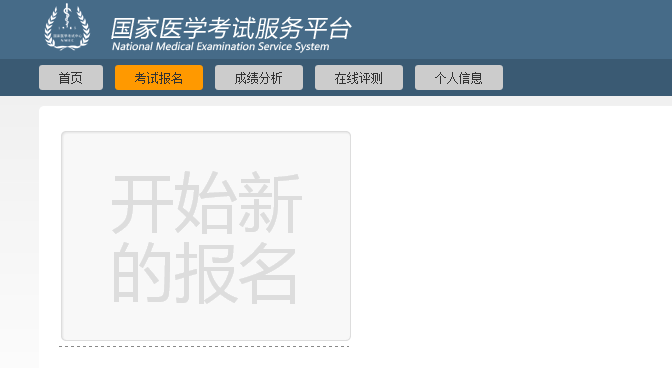 国家医学考试服务平台
National Medical Examination Service System
首页 考试报名 成绩分析 在线评测 个人信息
开始新
的报名